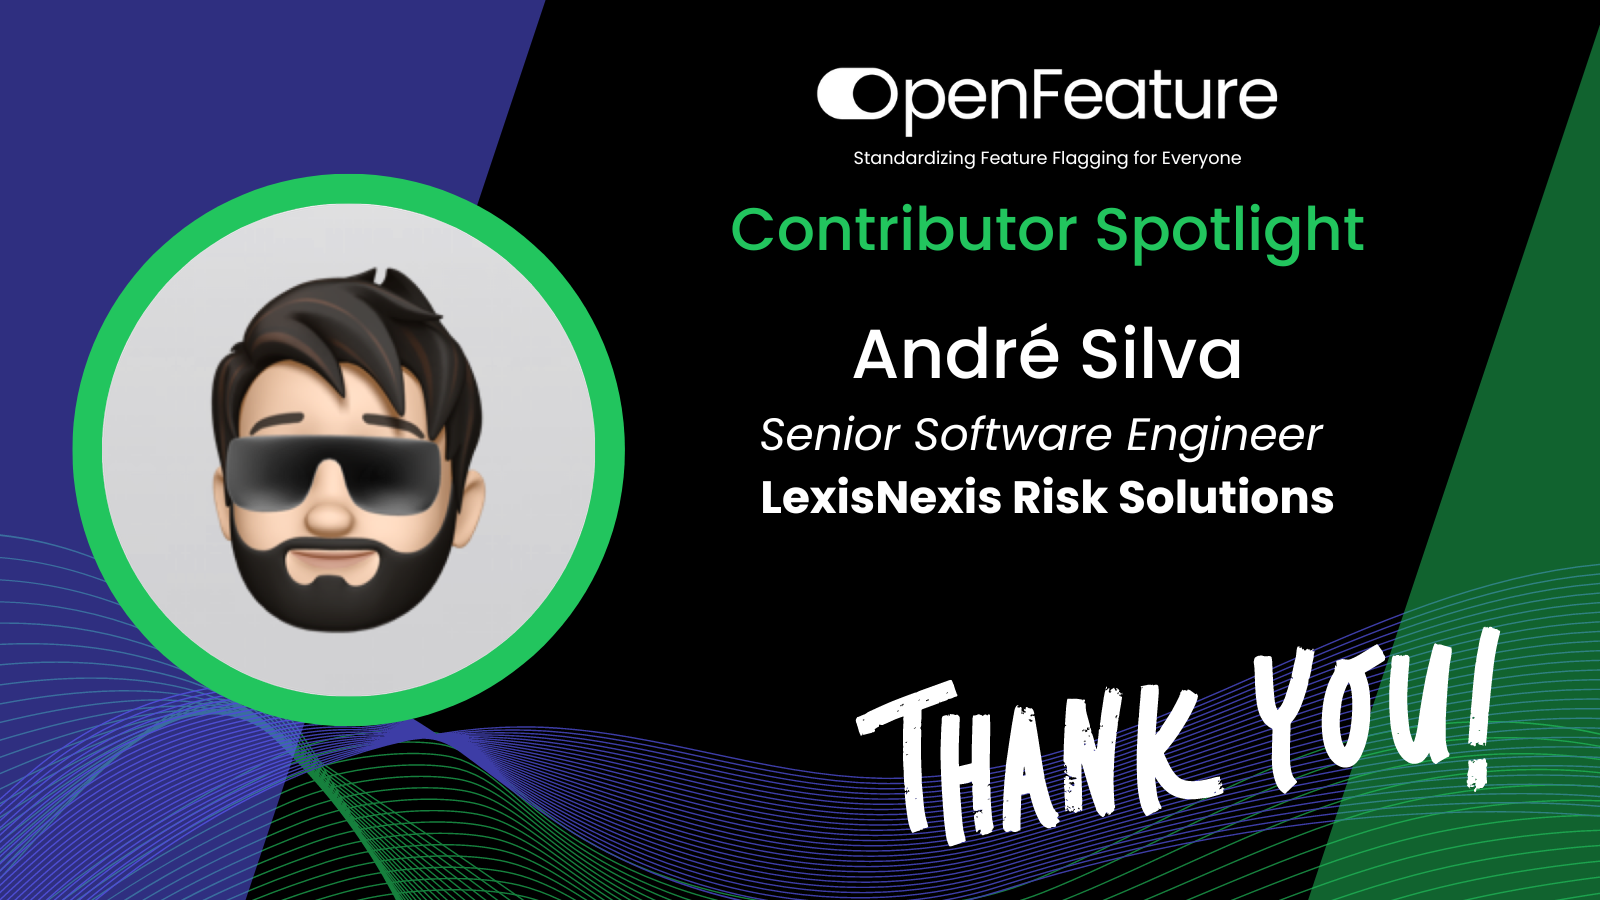 OpenFeature
Standardizing Feature Flagging for Everyone
Contributor Spotlight
André Silva
Senior Software Engineer
LexisNexis Risk Solutions
THANK YOU!